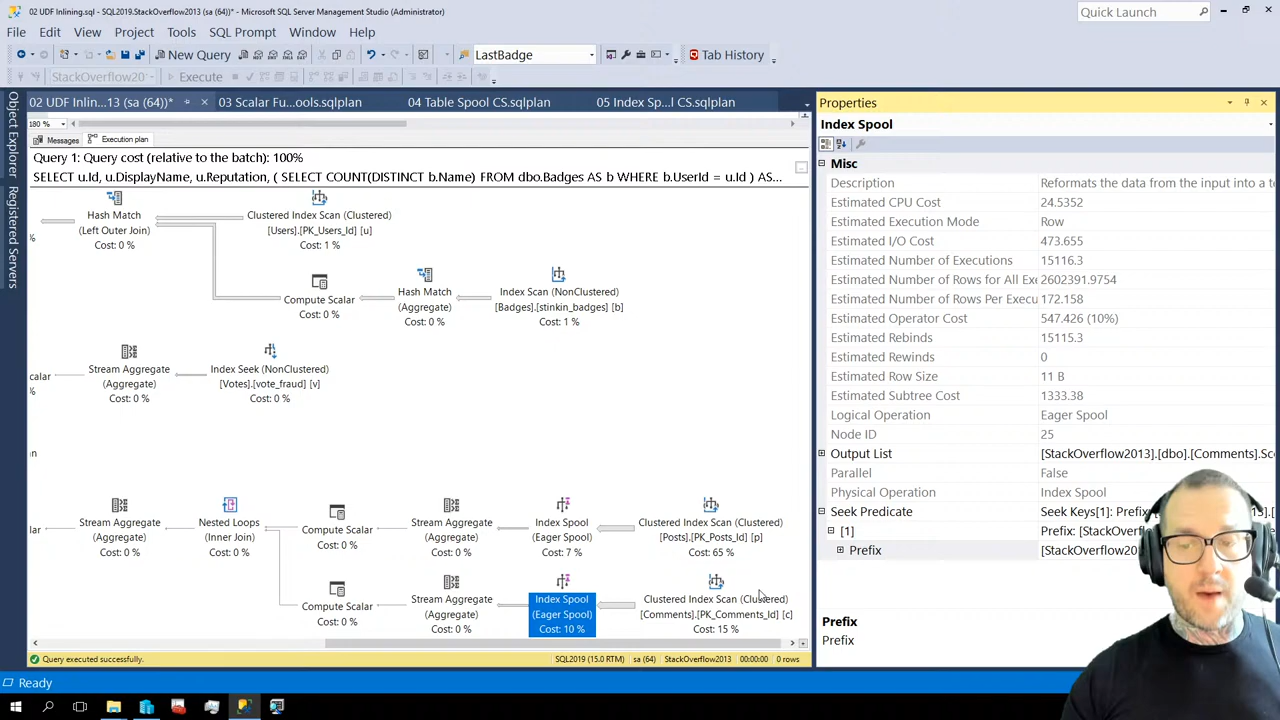 02 UDF Inlining.sql - SQL2019.StackOverflow2013 (sa (64))* - Microsoft SQL Server Management Studio (Administrator)
Quick Launch
File Edit View Project Tools SQL Prompt Window Help
New Query LastBadge Tab History
StackOverflow20 Execute
02 UDF Inlin...13 (sa (64))* 03 Scalar Fu...ools.sqlplan 04 Table Spool CS.sqlplan 05 Index Sp...l CS.sqlplan
Object Explorer
Registered Servers
180 %
Messages Execution plan
Query 1: Query cost (relative to the batch): 100%
SELECT u.Id, u.DisplayName, u.Reputation, ( SELECT COUNT(DISTINCT b.Name) FROM dbo.Badges AS b WHERE b.UserId = u.Id ) AS...
Hash Match
(Left Outer Join)
Cost: 0 %
Clustered Index Scan (Clustered)
[Users].[PK_Users_Id] [u]
Cost: 1 %
%
Compute Scalar
Cost: 0 %
Hash Match
(Aggregate)
Cost: 0 %
Index Scan (NonClustered)
[Badges].[stinkin_badges] [b]
Cost: 1 %
calar
%
Stream Aggregate
(Aggregate)
Cost: 0 %
Index Seek (NonClustered)
[Votes].[vote_fraud] [v]
Cost: 0 %
an
%
lar
%
Stream Aggregate
(Aggregate)
Cost: 0 %
Nested Loops
(Inner Join)
Cost: 0 %
Compute Scalar
Cost: 0 %
Stream Aggregate
(Aggregate)
Cost: 0 %
Index Spool
(Eager Spool)
Cost: 7 %
Clustered Index Scan (Clustered)
[Posts].[PK_Posts_Id] [p]
Cost: 65 %
Compute Scalar
Cost: 0 %
Stream Aggregate
(Aggregate)
Cost: 0 %
Index Spool
(Eager Spool)
Cost: 10 %
Clustered Index Scan (Clustered)
[Comments].[PK_Comments_Id] [c]
Cost: 15 %
Query executed successfully. SQL2019 (15.0 RTM) sa (64) StackOverflow2013 00:00:00 0 rows
Ready
Properties
Index Spool
Misc
Description Reformats the data from the input into a te
Estimated CPU Cost 24.5352
Estimated Execution Mode Row
Estimated I/O Cost 473.655
Estimated Number of Executions 15116.3
Estimated Number of Rows for All Exe 2602391.9754
Estimated Number of Rows Per Execu 172.158
Estimated Operator Cost 547.426 (10%)
Estimated Rebinds 15115.3
Estimated Rewinds 0
Estimated Row Size 11 B
Estimated Subtree Cost 1333.38
Logical Operation Eager Spool
Node ID 25
Output List [StackOverflow2013].[dbo].[Comments].Sc
Parallel False
Physical Operation Index Spool
Seek Predicate Seek Keys[1]: Prefix:
[1] Prefix: [StackOverf
Prefix [StackOverflow20
Prefix
Prefix